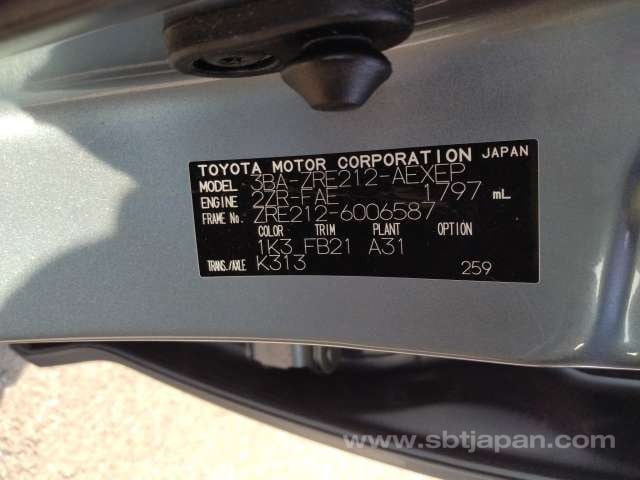 TOYOTA MOTOR CORPORATION JAPAN
MODEL 3BA-ZRE212-AEXEP
ENGINE 2ZR-FAE 1797 mL
FRAME No. ZRE212-6006587
COLOR TRIM PLANT OPTION
1K3 FB21 A31
TRANS./AXLE K313 259
www.sbtjapan.com